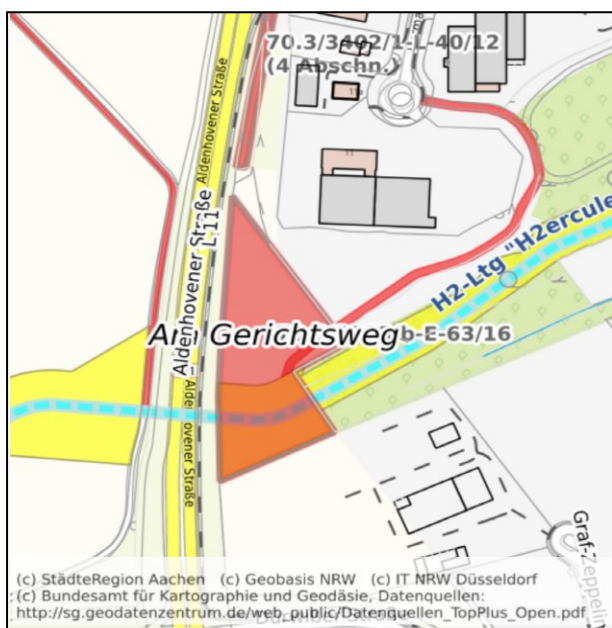 70.3/3402/1-L-40/12
(4 Abschn.)
Aldenhovener Straße
Aldenhovener Straße
L 11
H2-Ltg "H2ercule
Am Gerichtsweg
b-E-63/16
Graf-Zeppelin
(c) StädteRegion Aachen (c) Geobasis NRW (c) IT NRW Düsseldorf
(c) Bundesamt für Kartographie und Geodäsie, Datenquellen:
http://sg.geodatenzentrum.de/web_public/Datenquellen_TopPlus_Open.pdf